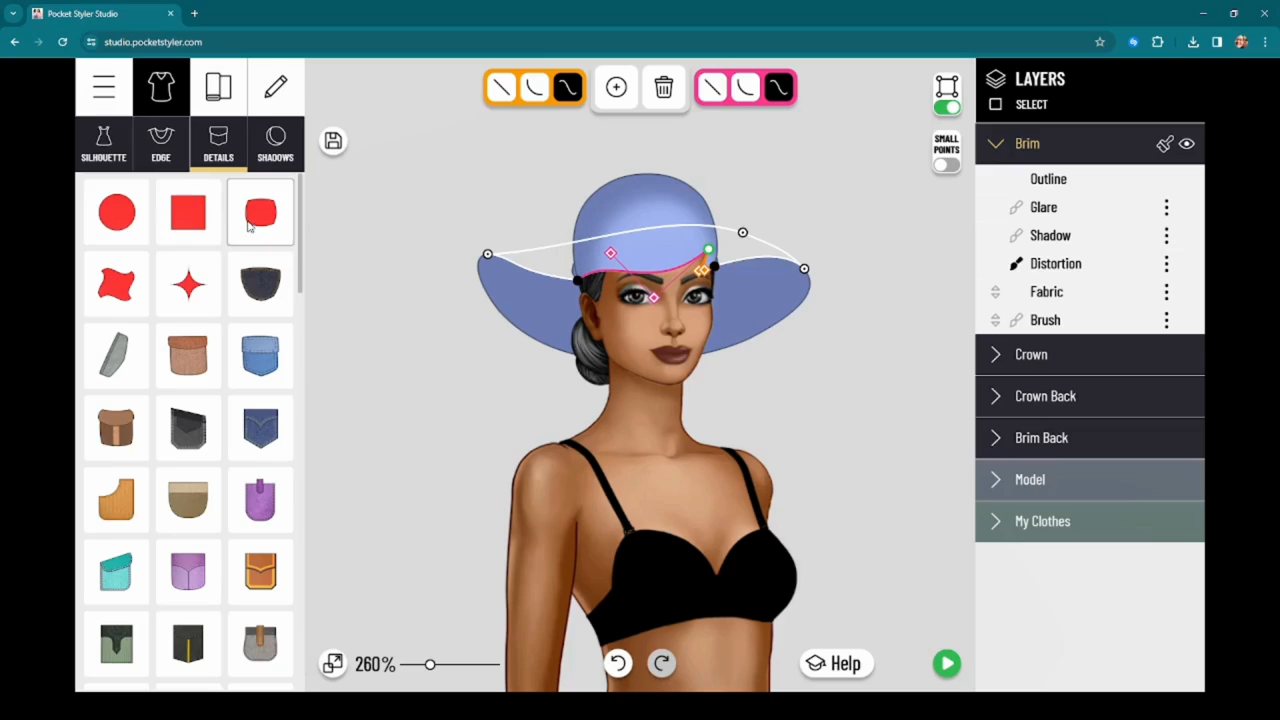 Pocket Styler Studio
studio.pocketstyler.com
SILHOUETTE
EDGE
DETAILS
SHADOWS
SMALL
POINTS
LAYERS
SELECT
Brim
Outline
Glare
Shadow
Distortion
Fabric
Brush
Crown
Crown Back
Brim Back
Model
My Clothes
260%
Help